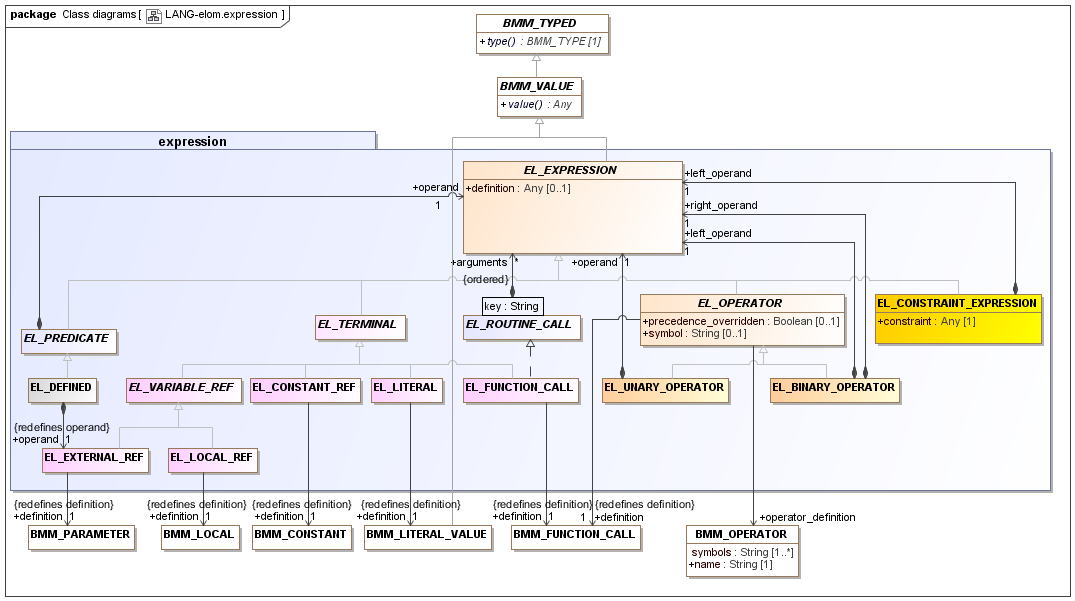 package Class diagrams [ LANG-elom.expression ]
BMM_TYPED
+type() : BMM_TYPE [1]
BMM_VALUE
+value() : Any
expression
EL_EXPRESSION
+definition : Any [0..1]
+operand
1
+left_operand
1
+right_operand
1
+left_operand
1
+arguments *
{ordered}
+operand 1
key : String
EL_ROUTINE_CALL
EL_PREDICATE
EL_TERMINAL
EL_OPERATOR
+precedence_overridden : Boolean [0..1]
+symbol : String [0..1]
EL_CONSTRAINT_EXPRESSION
+constraint : Any [1]
EL_DEFINED
EL_VARIABLE_REF
EL_CONSTANT_REF
EL_LITERAL
EL_FUNCTION_CALL
EL_UNARY_OPERATOR
EL_BINARY_OPERATOR
{redefines operand}
+operand 1
EL_EXTERNAL_REF
EL_LOCAL_REF
{redefines definition}
+definition 1
{redefines definition}
+definition 1
{redefines definition}
+definition 1
{redefines definition}
+definition 1
{redefines definition}
+definition 1
{redefines definition}
1 +definition
+operator_definition
BMM_PARAMETER
BMM_LOCAL
BMM_CONSTANT
BMM_LITERAL_VALUE
BMM_FUNCTION_CALL
BMM_OPERATOR
symbols : String [1..*]
+name : String [1]